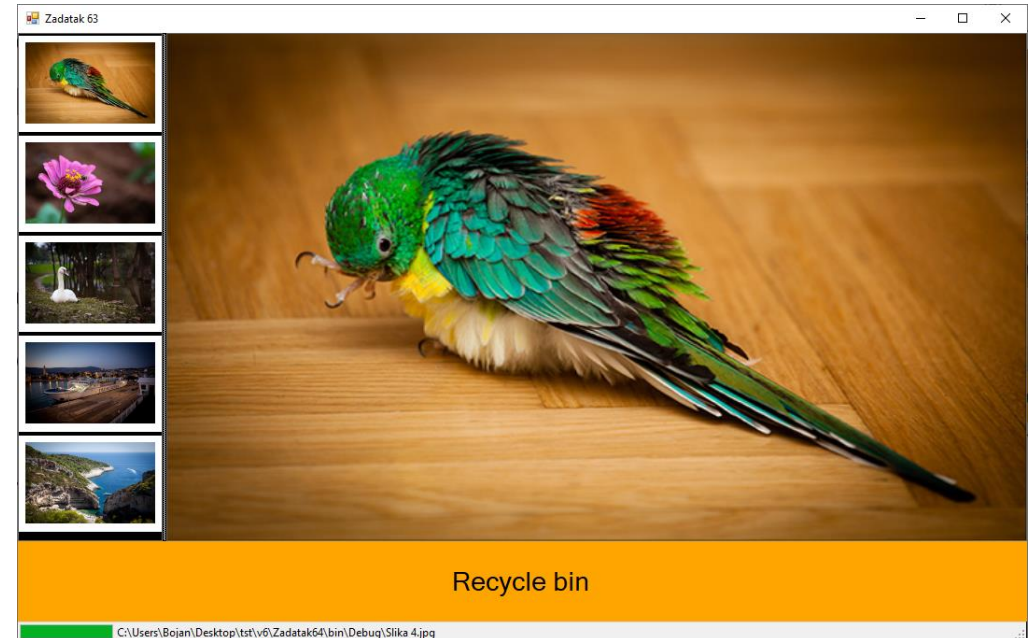 Zadatak 63
Recycle bin
C:\Users\Bojan\Desktop\tst\v6\Zadatak64\bin\Debug\Slika 4.jpg